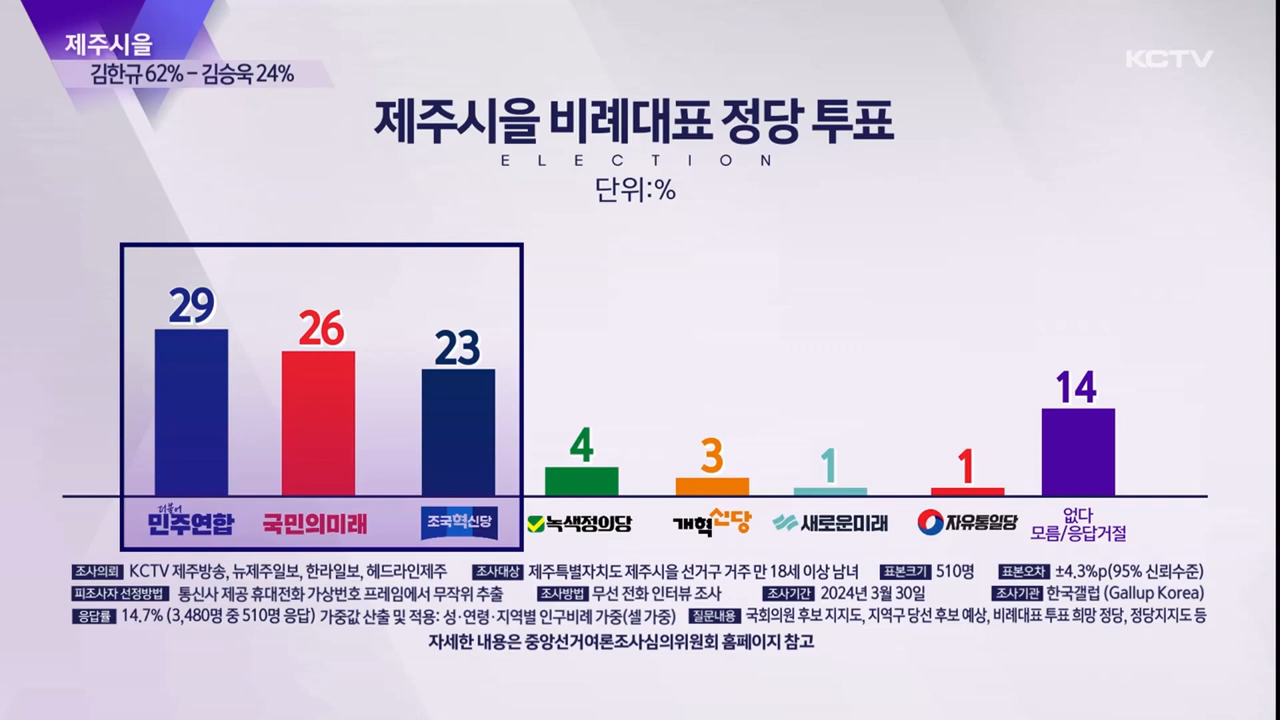 제주시을
김한규 62% - 김승욱 24%
KCTV
제주시을 비례대표 정당 투표
ELECTION
단위:%
29
26
23
4
3
1
1
14
더불어
민주연합
국민의미래
조국혁신당
녹색정의당
개혁신당
새로운미래
자유통일당
없다
모름/응답거절
조사의뢰 KCTV 제주방송, 뉴제주일보, 한라일보, 헤드라인제주 조사대상 제주특별자치도 제주시을 선거구 거주 만 18세 이상 남녀 표본크기 510명 표본오차 ±4.3%p(95% 신뢰수준)
피조사자 선정방법 통신사 제공 휴대전화 가상번호 프레임에서 무작위 추출 조사방법 무선 전화 인터뷰 조사 조사기간 2024년 3월 30일 조사기관 한국갤럽 (Gallup Korea)
응답률 14.7% (3,480명 중 510명 응답) 가중값 산출 및 적용: 성·연령·지역별 인구비례 가중(셀 가중) 질문내용 국회의원 후보 지지도, 지역구 당선 후보 예상, 비례대표 투표 희망 정당, 정당지지도 등
자세한 내용은 중앙선거여론조사심의위원회 홈페이지 참고